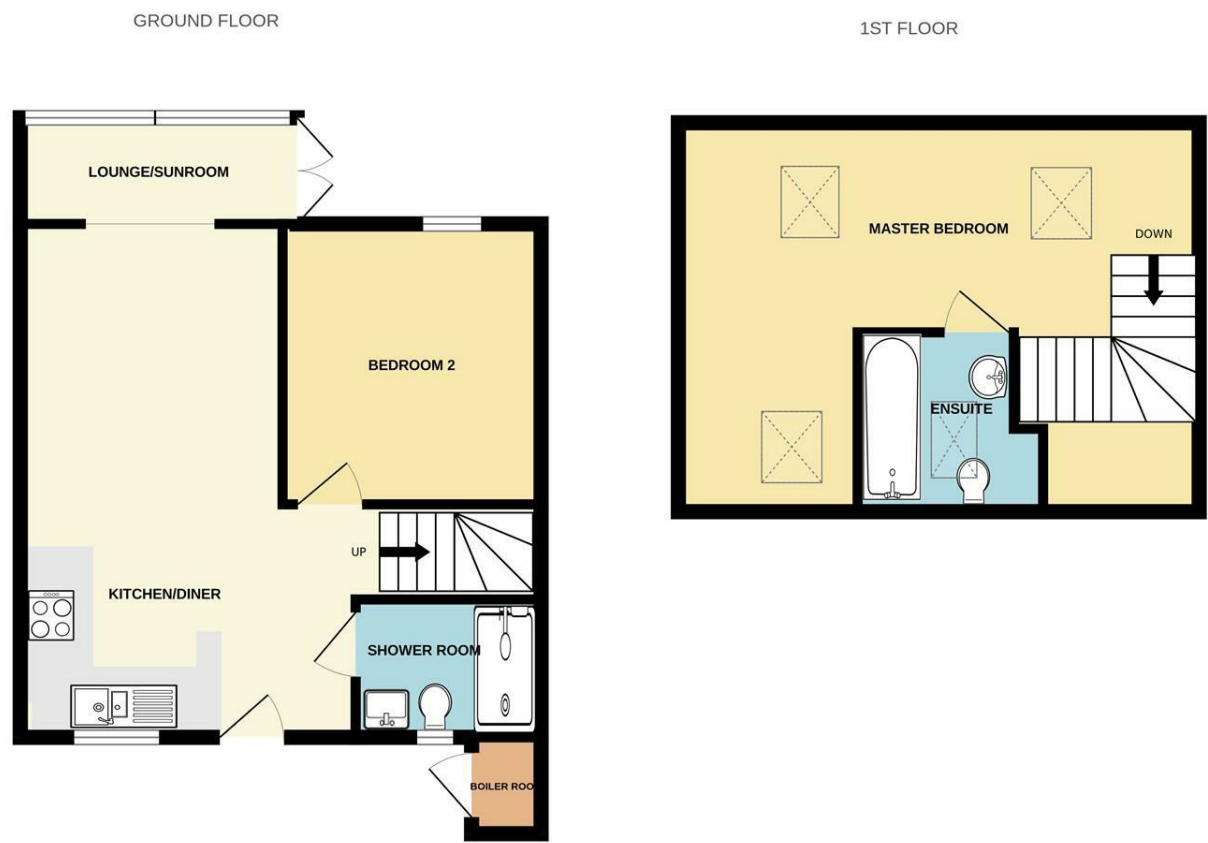 GROUND FLOOR
LOUNGE/SUNROOM
BEDROOM 2
UP
KITCHEN/DINER
SHOWER ROOM
BOILER ROO
1ST FLOOR
MASTER BEDROOM
DOWN
ENSUITE